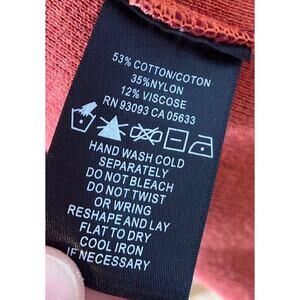 53% COTTON/COTON
35%NYLON
12% VISCOSE
RN 93093 CA 05633
HAND WASH COLD
SEPARATELY
DO NOT BLEACH
DO NOT TWIST
OR WRING
RESHAPE AND LAY
FLAT TO DRY
COOL IRON
IF NECESSARY